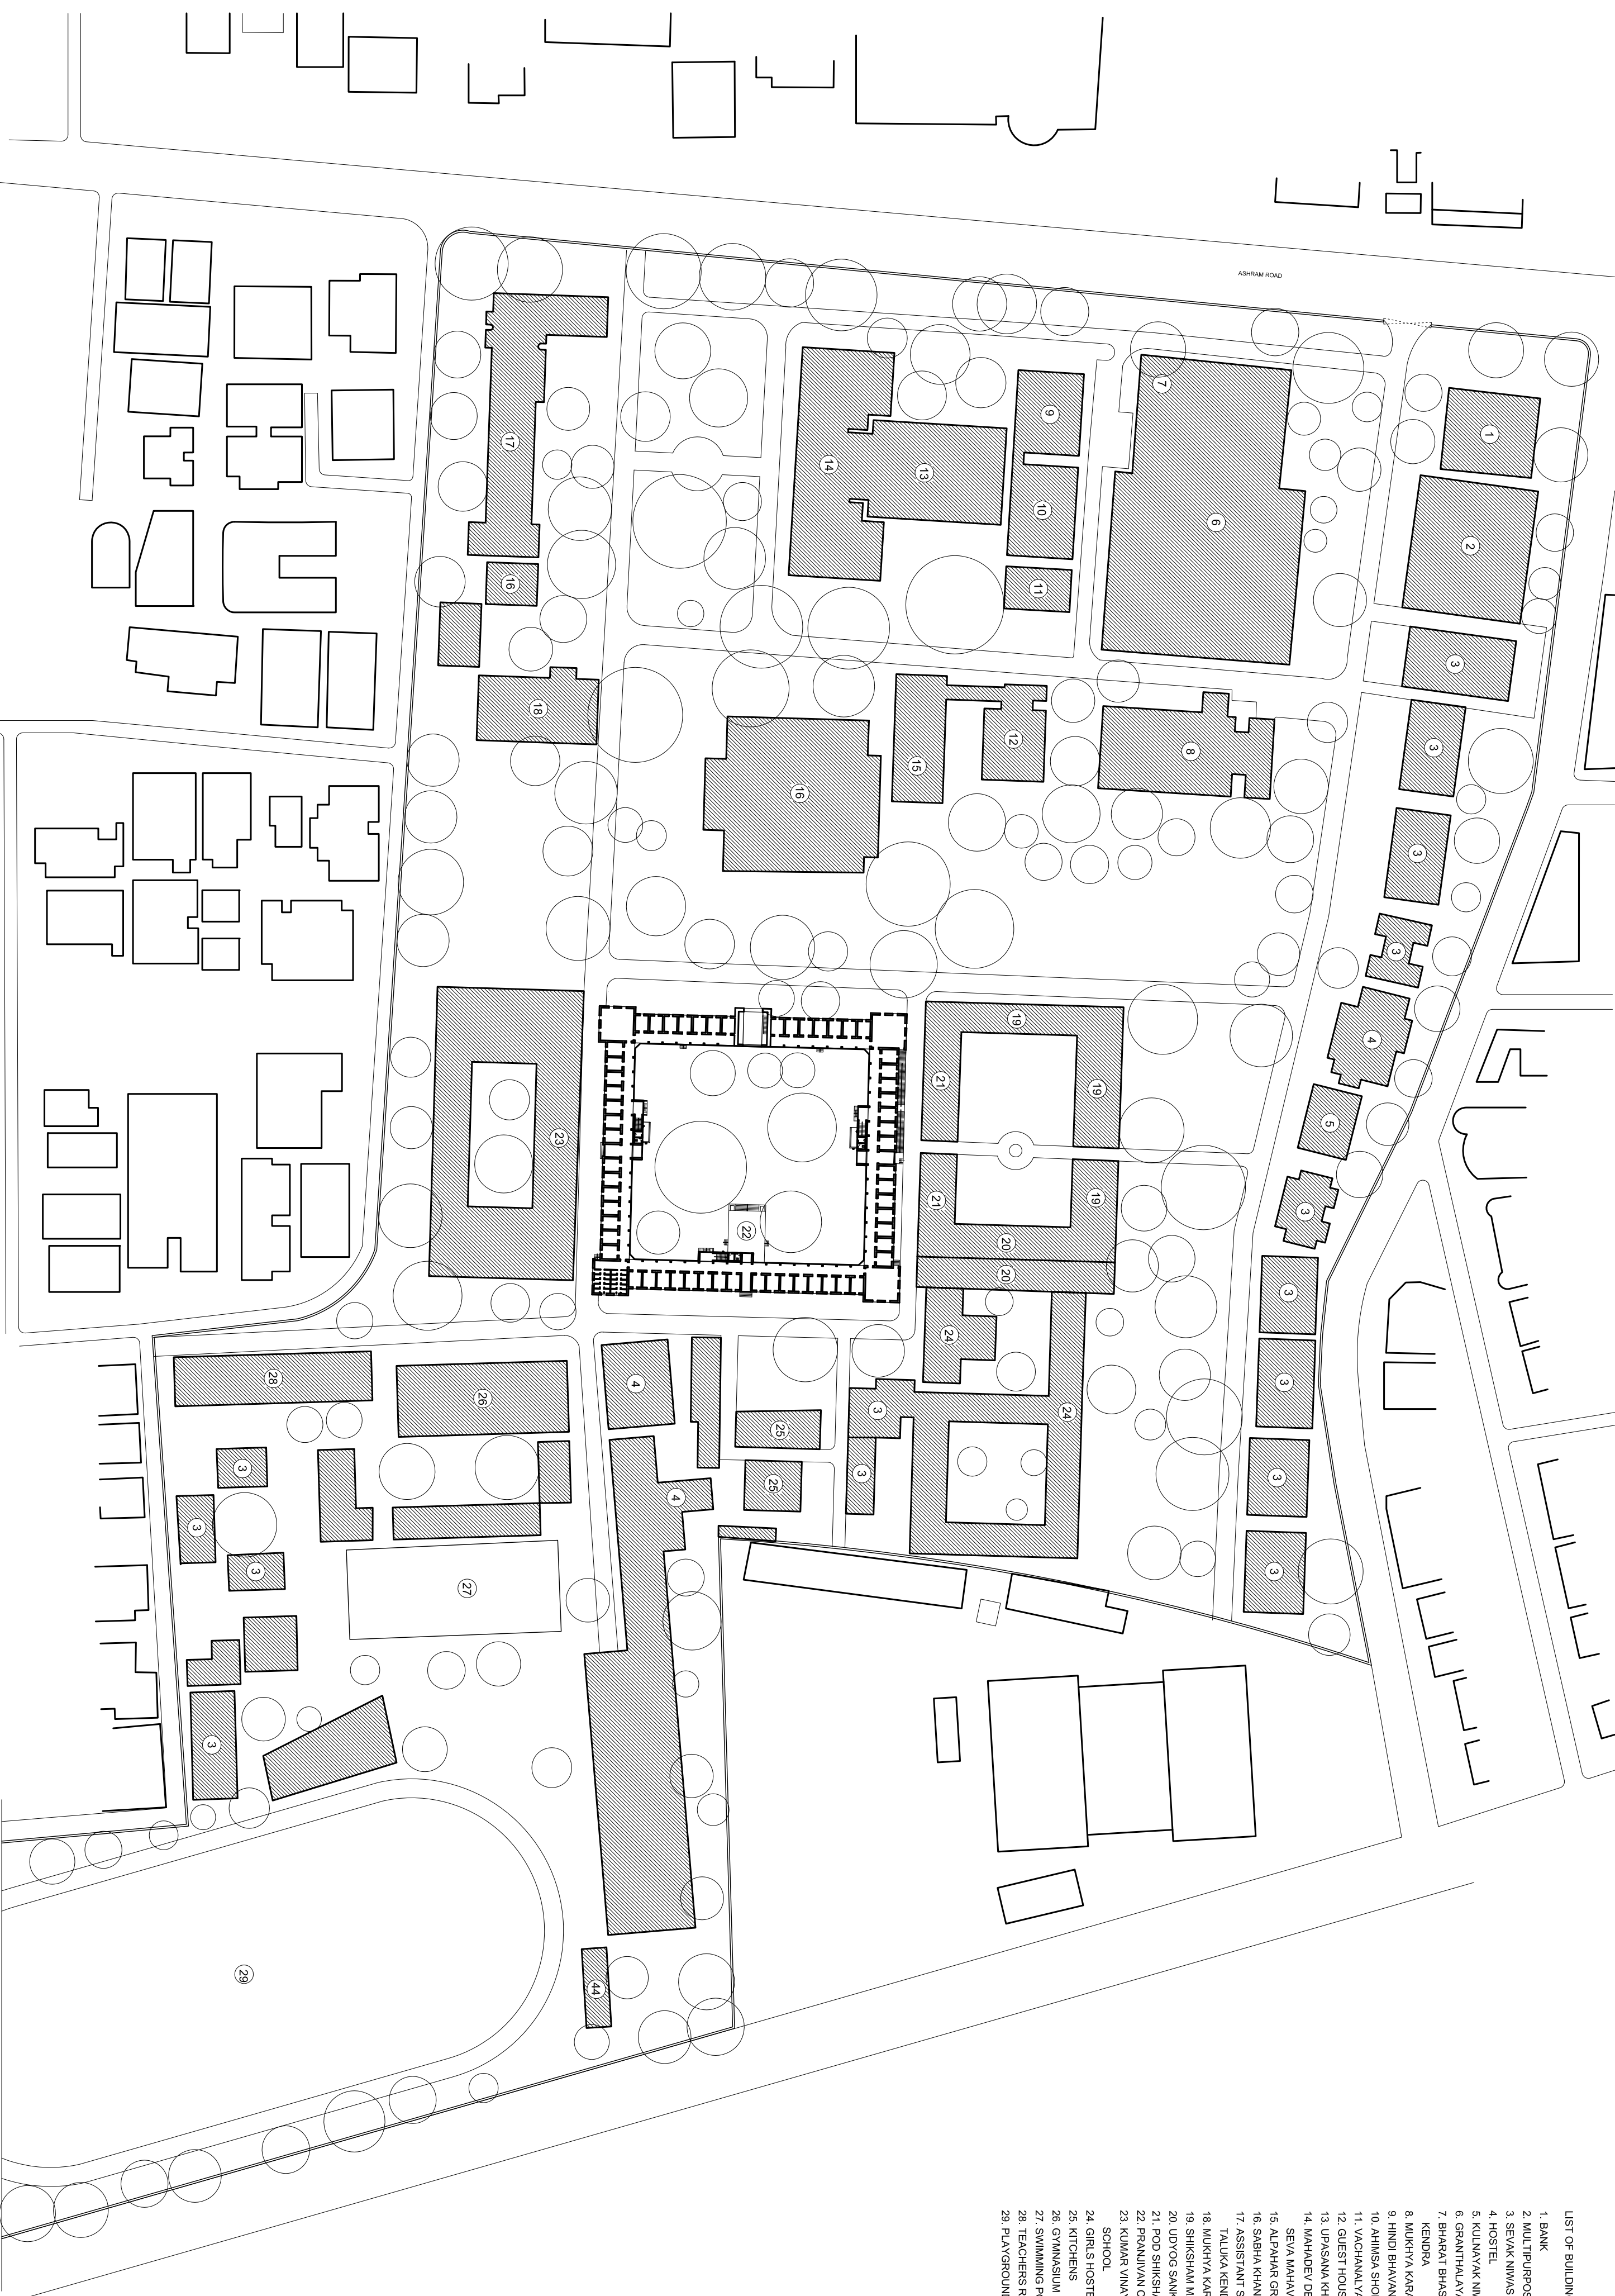 ASHRAM ROAD
7
9
1
17
14
13
10
6
2
16
11
3
18
16
15
12
8
3
3
3
4
5
3
19
21
19
23
22
21
19
20
20
3
3
3
3
28
26
4
24
25
3
24
25
3
4
3
3
3
27
3
29
44
LIST OF BUILDIN
1. BANK
2. MULTIPURPOS
3. SEVAK NIWAS
4. HOSTEL
5. KULNAYAK NI
6. GRANTHALAY
7. BHARAT BHAS
KENDRA
8. MUKHYA KAR
9. HINDI BHAVAN
10. AHIMSA SHO
11. VACHANALY
12. GUEST HOUS
13. UPASANA KH
14. MAHADEV DE
SEVA MAHAV
15. ALPAHAR GR
16. SABHA KHAN
17. ASSISTANT S
TALUKA KEN
18. MUKHYA KAR
19. SHIKSHAM M
20. UDYOG SANK
21. POD SHIKSH
22. PRANJIVAN C
23. KUMAR VINA
SCHOOL
24. GIRLS HOSTE
25. KITCHENS
26. GYMNASIUM
27. SWIMMING P
28. TEACHERS R
29. PLAYGROUN